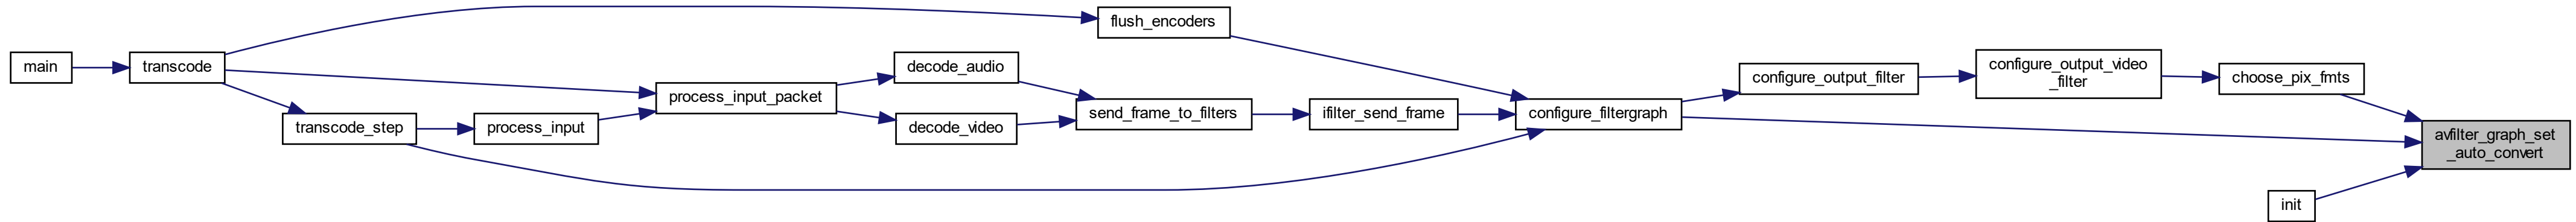 main
transcode
transcode_step
process_input
process_input_packet
decode_audio
decode_video
flush_encoders
send_frame_to_filters
ifilter_send_frame
configure_filtergraph
configure_output_filter
configure_output_video
_filter
choose_pix_fmts
avfilter_graph_set
_auto_convert
init